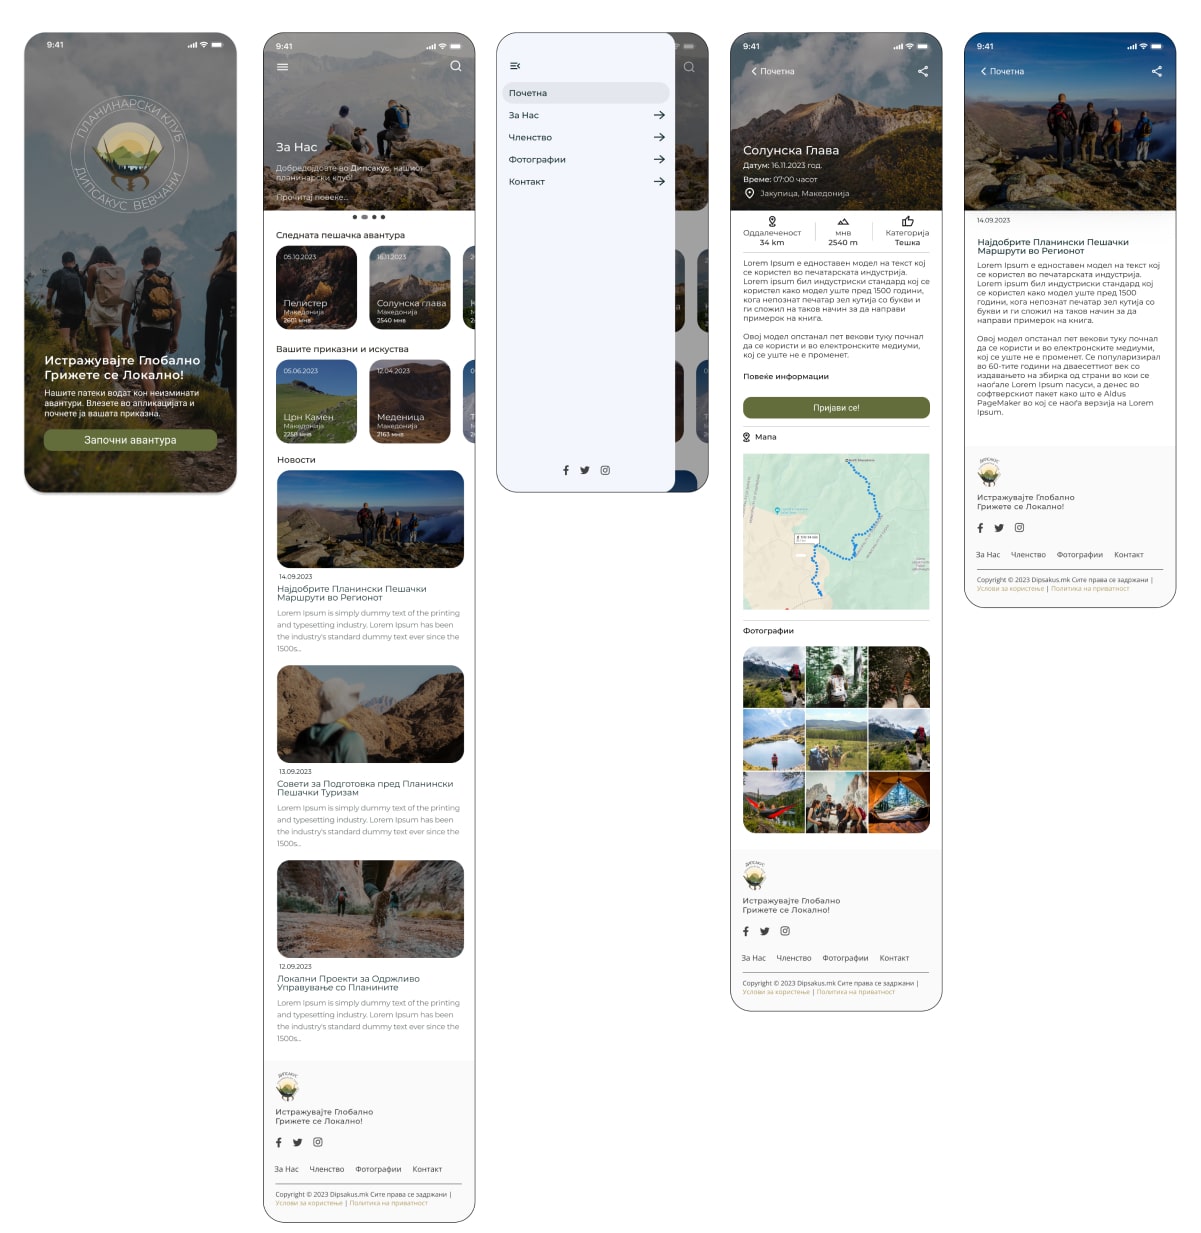 9:41
ПЛАНИНАРСКИ КЛУБ
ДИПСАКУС ВЕВЧАНИ
Истражувајте Глобално
Грижете се Локално!
Нашите патеки водат кон неизминати
авантури. Влезете во апликацијата и
почнете ја вашата приказна.
Започни авантура
9:41
За Нас
Добредојдовте во Дипсакус, нашиот
планинарски клуб!
Прочитај повеќе...
Следната пешачка авантура
05.10.2023
Пелистер
Македонија
2601 мнв
16.11.2023
Солунска глава
Македонија
2540 мнв
Вашите приказни и искуства
05.06.2023
Црн Камен
Македонија
2258 мнв
12.04.2023
Меденица
Македонија
2163 мнв
Новости
14.09.2023
Најдобрите Планински Пешачки
Маршрути во Регионот
Lorem Ipsum is simply dummy text of the printing
and typesetting industry. Lorem Ipsum has been
the industry's standard dummy text ever since the
1500s...
13.09.2023
Совети за Подготовка пред Планински
Пешачки Туризам
Lorem Ipsum is simply dummy text of the printing
and typesetting industry. Lorem Ipsum has been
the industry's standard dummy text ever since the
1500s...
12.09.2023
Локални Проекти за Одржливо
Управување со Планините
Lorem Ipsum is simply dummy text of the printing
and typesetting industry. Lorem Ipsum has been
the industry's standard dummy text ever since the
1500s...
ДИПСАКУС
Истражувајте Глобално
Грижете се Локално!
За Нас Членство Фотографии Контакт
Copyright © 2023 Dipsakus.mk Сите права се задржани |
Услови за користење | Политика на приватност
Почетна
За Нас
Членство
Фотографии
Контакт
9:41
Почетна
Солунска Глава
Датум: 16.11.2023 год.
Време: 07:00 часот
Јакупица, Македонија
Оддалеченост
34 km
мнв
2540 m
Категорија
Тешка
Lorem Ipsum е едноставен модел на текст кој
се користел во печатарската индустрија.
Lorem ipsum бил индустриски стандард кој се
користел како модел уште пред 1500 години,
кога непознат печатар зел кутија со букви и
ги сложил на таков начин за да направи
примерок на книга.
Овој модел опстанал пет векови туку почнал
да се користи и во електронските медиуми,
кој се уште не е променет.
Повеќе информации
Пријави се!
Мапа
Фотографии
ДИПСАКУС
Истражувајте Глобално
Грижете се Локално!
За Нас Членство Фотографии Контакт
Copyright © 2023 Dipsakus.mk Сите права се задржани |
Услови за користење | Политика на приватност
9:41
Почетна
14.09.2023
Најдобрите Планински Пешачки
Маршрути во Регионот
Lorem Ipsum е едноставен модел на текст кој
се користел во печатарската индустрија.
Lorem ipsum бил индустриски стандард кој
се користел како модел уште пред 1500
години, кога непознат печатар зел кутија со
букви и ги сложил на таков начин за да
направи примерок на книга.
Овој модел опстанал пет векови туку почнал
да се користи и во електронските медиуми,
кој се уште не е променет. Се популаризирал
во 60-тите години на дваесеттиот век со
издавањето на збирка од страни во кои се
наоѓале Lorem Ipsum пасуси, а денес во
софтверскиот пакет како што е Aldus
PageMaker во кој се наоѓа верзија на Lorem
Ipsum.
ДИПСАКУС
Истражувајте Глобално
Грижете се Локално!
За Нас Членство Фотографии Контакт
Copyright © 2023 Dipsakus.mk Сите права се задржани |
Услови за користење | Политика на приватност